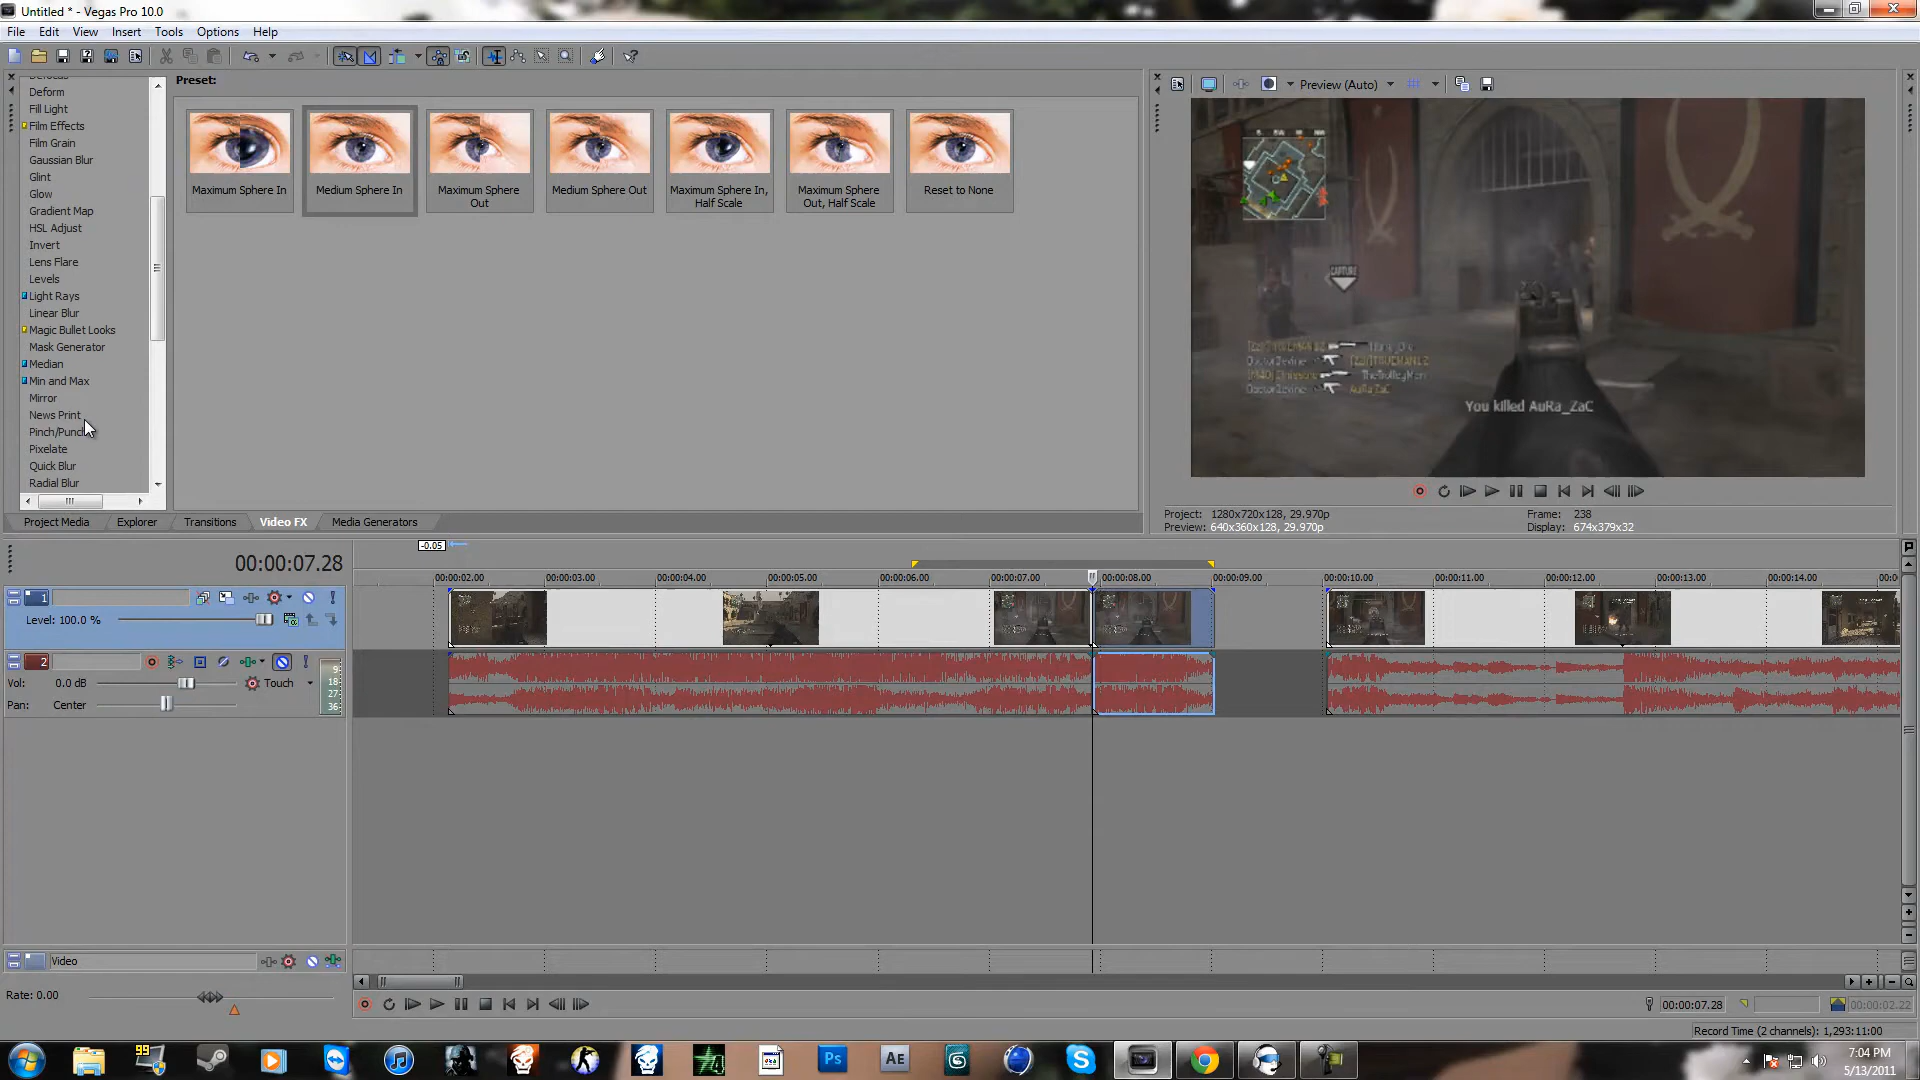 Untitled * - Vegas Pro 10.0
File Edit View Insert Tools Options Help
Preset:
Preview (Auto)
Deform
Fill Light
Film Effects
Film Grain
Gaussian Blur
Glint
Glow
Gradient Map
HSL Adjust
Invert
Lens Flare
Levels
Light Rays
Linear Blur
Magic Bullet Looks
Mask Generator
Median
Min and Max
Mirror
News Print
Pinch/Punch
Pixelate
Quick Blur
Radial Blur
Maximum Sphere In
Medium Sphere In
Maximum Sphere Out
Medium Sphere Out
Maximum Sphere In, Half Scale
Maximum Sphere Out, Half Scale
Reset to None
CAPTURE
AuRa_ZaC
You killed AuRa_ZaC
Project Media Explorer Transitions Video FX Media Generators
Project: 1280x720x128, 29.970p
Preview: 640x360x128, 29.970p
Frame: 238
Display: 674x379x32
-0.05
00:00:07.28
00:00:02.00 00:00:03.00 00:00:04.00 00:00:05.00 00:00:06.00 00:00:07.00 00:00:08.00 00:00:09.00 00:00:10.00 00:00:11.00 00:00:12.00 00:00:13.00 00:00:14.00
1
Level: 100.0 %
2
Vol: 0.0 dB Touch
Pan: Center
9
18
27
36
Video
Rate: 0.00
00:00:07.28
00:00:02.22
Record Time (2 channels): 1,293:11:00
99
Ps
AE
7:04 PM
5/13/2011